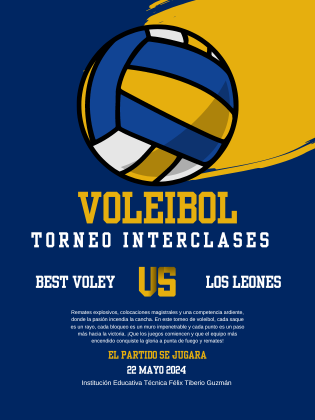 VOLEIBOL
TORNEO INTERCLASES
BEST VOLEY US LOS LEONES
Remates explosivos, colocaciones magistrales y una competencia ardiente,
donde la pasión incendia la cancha. En este torneo de voleibol, cada saque
es un rayo, cada bloqueo es un muro impenetrable y cada punto es un paso
más hacia la victoria. ¡Que los juegos comiencen y que el equipo más
encendido conquiste la gloria a punta de fuego y remates!
EL PARTIDO SE JUGARA
22 MAYO 2024
Institución Educativa Técnica Félix Tiberio Guzmán